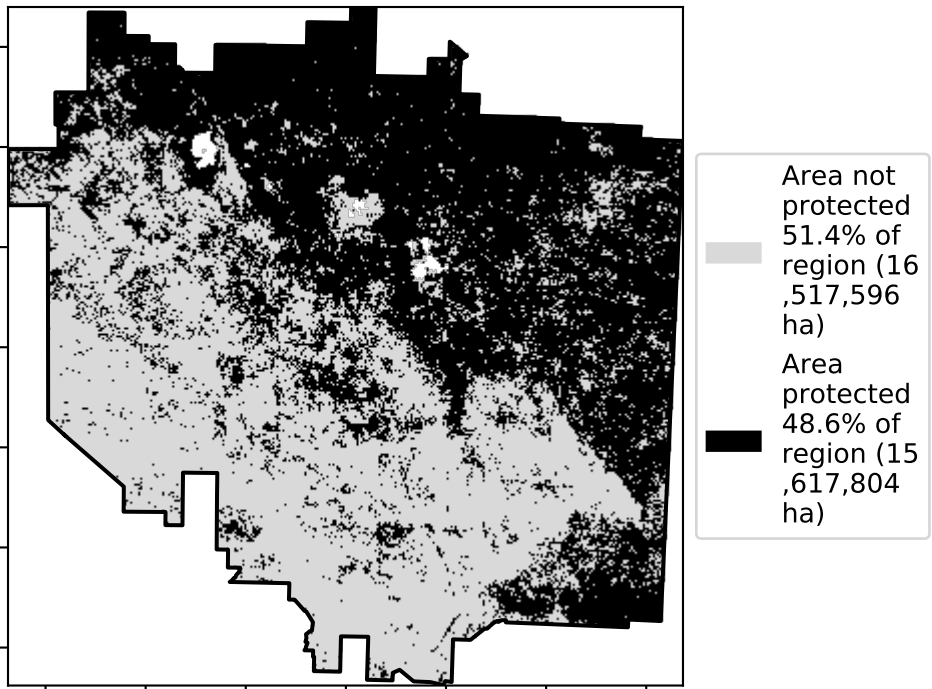 Area not
protected
51.4% of
region (16
,517,596
ha)
Area
protected
48.6% of
region (15
,617,804
ha)